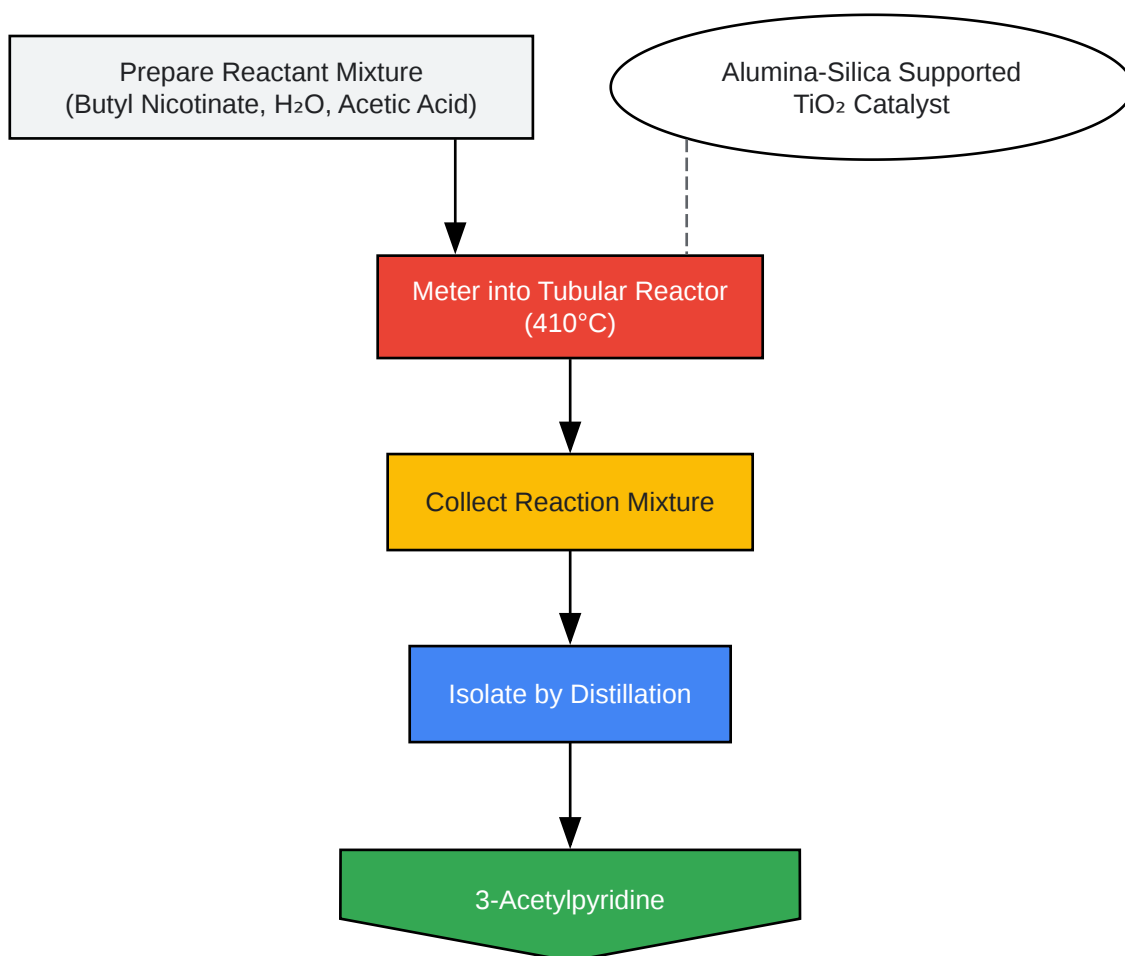 Prepare Reactant Mixture
(Butyl Nicotinate, H₂O, Acetic Acid)
Alumina-Silica Supported
TiO₂ Catalyst
Meter into Tubular Reactor
(410°C)
Collect Reaction Mixture
Isolate by Distillation
3-Acetylpyridine